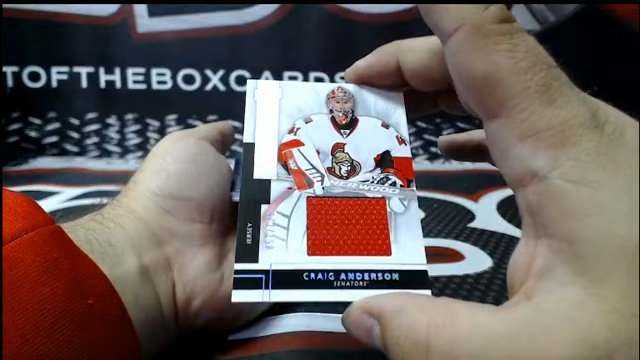 TOFTHEBOXCARDS
SHERWOOD
JERSEY
CRAIG ANDERSON
SENATORS